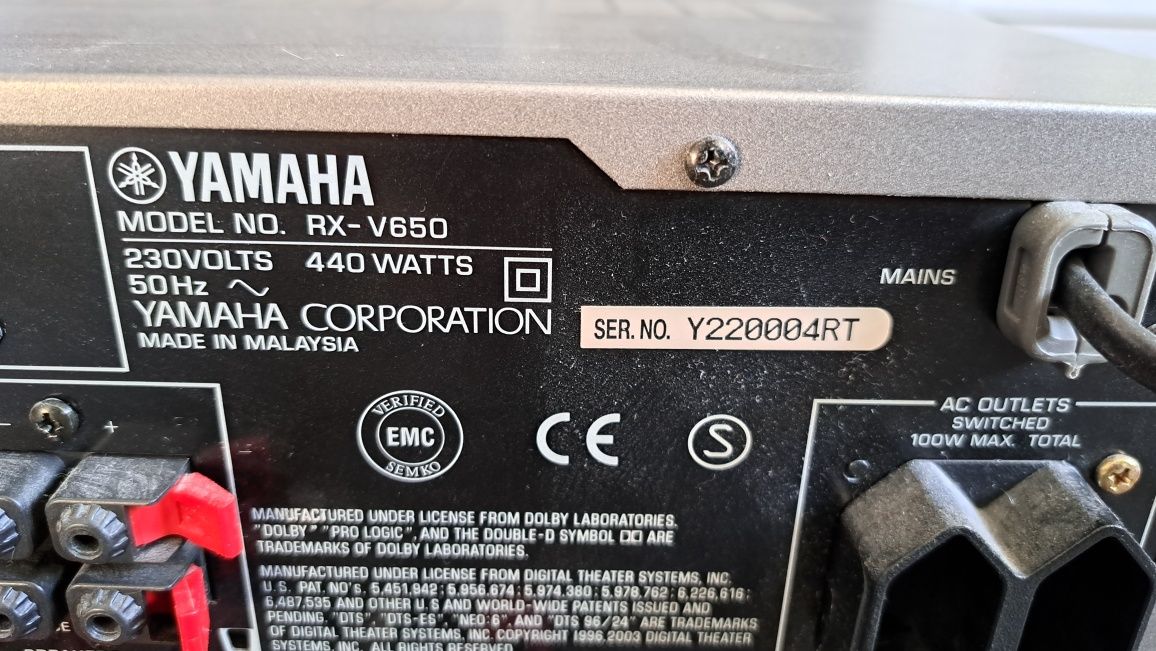 YAMAHA
MODEL NO. RX-V650
230VOLTS 440 WATTS
50Hz
YAMAHA CORPORATION
MADE IN MALAYSIA
SER. NO. Y220004RT
MAINS
VERIFIED
EMC
SEMKO
CE
S
AC OUTLETS
SWITCHED
100W MAX. TOTAL
- +
MANUFACTURED UNDER LICENSE FROM DOLBY LABORATORIES.
"DOLBY" "PRO LOGIC", AND THE DOUBLE-D SYMBOL ARE
TRADEMARKS OF DOLBY LABORATORIES.
MANUFACTURED UNDER LICENSE FROM DIGITAL THEATER SYSTEMS, INC.
U.S. PAT. NO'S. 5,451,942; 5,956,674; 5,974,380; 5,978,762; 6,226,616;
6,487,535 AND OTHER U.S AND WORLD-WIDE PATENTS ISSUED AND
PENDING. "DTS", "DTS-ES", "NEO:6", AND "DTS 96/24" ARE TRADEMARKS
OF DIGITAL THEATER SYSTEMS, INC. COPYRIGHT 1996,2003 DIGITAL THEATER
SYSTEMS, INC. ALL RIGHTS RESERVED.